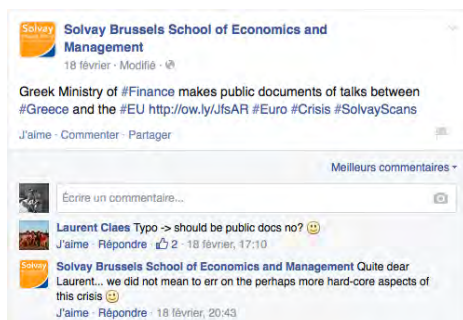 Solvay
Solvay Brussels School of Economics and
Management
18 février · Modifié ·
Greek Ministry of #Finance makes public documents of talks between
#Greece and the #EU http://ow.ly/JfsAR #Euro #Crisis #SolvayScans
J'aime · Commenter · Partager
Meilleurs commentaires
Écrire un commentaire...
Laurent Claes Typo -> should be public docs no?
J'aime · Répondre · 2 · 18 février, 17:10
Solvay
Solvay Brussels School of Economics and Management Quite dear
Laurent... we did not mean to err on the perhaps more hard-core aspects of
this crisis
J'aime · Répondre · 18 février, 20:43